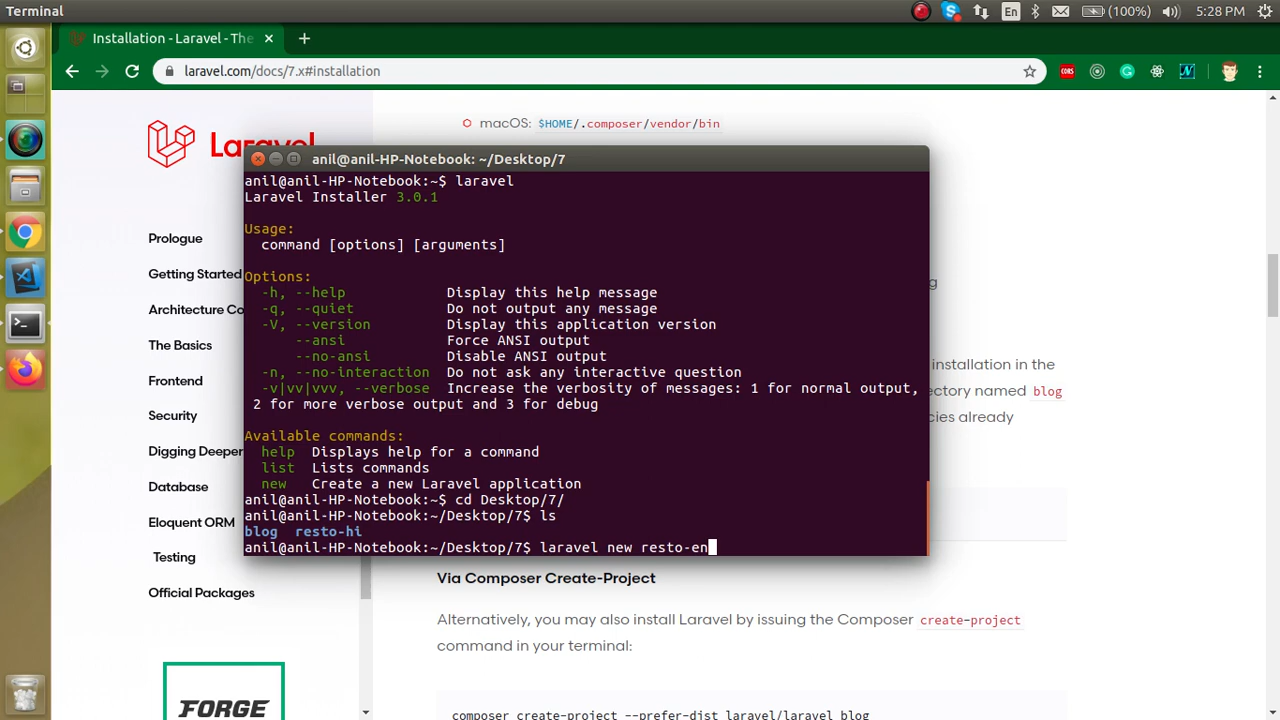 Terminal
En
(100%)
5:28 PM
Installation - Laravel - The
laravel.com/docs/7.x#installation
CORS
N
macOS: $HOME/.composer/vendor/bin
Laravel
anil@anil-HP-Notebook: ~/Desktop/7
anil@anil-HP-Notebook:~$ laravel
Laravel Installer 3.0.1
Usage:
command [options] [arguments]
Options:
-h, --help Display this help message
-q, --quiet Do not output any message
-V, --version Display this application version
--ansi Force ANSI output
--no-ansi Disable ANSI output
-n, --no-interaction Do not ask any interactive question
-v|vv|vvv, --verbose Increase the verbosity of messages: 1 for normal output,
2 for more verbose output and 3 for debug
Available commands:
help Displays help for a command
list Lists commands
new Create a new Laravel application
anil@anil-HP-Notebook:~$ cd Desktop/7/
anil@anil-HP-Notebook:~/Desktop/7$ ls
blog resto-hi
anil@anil-HP-Notebook:~/Desktop/7$ laravel new resto-en
Prologue
Getting Started
Architecture Co
The Basics
Frontend
Security
Digging Deeper
Database
Eloquent ORM
Testing
Official Packages
FORGE
g
installation in the
ectory named blog
cies already
Via Composer Create-Project
Alternatively, you may also install Laravel by issuing the Composer create-project
command in your terminal:
composer create-project --prefer-dist laravel/laravel blog